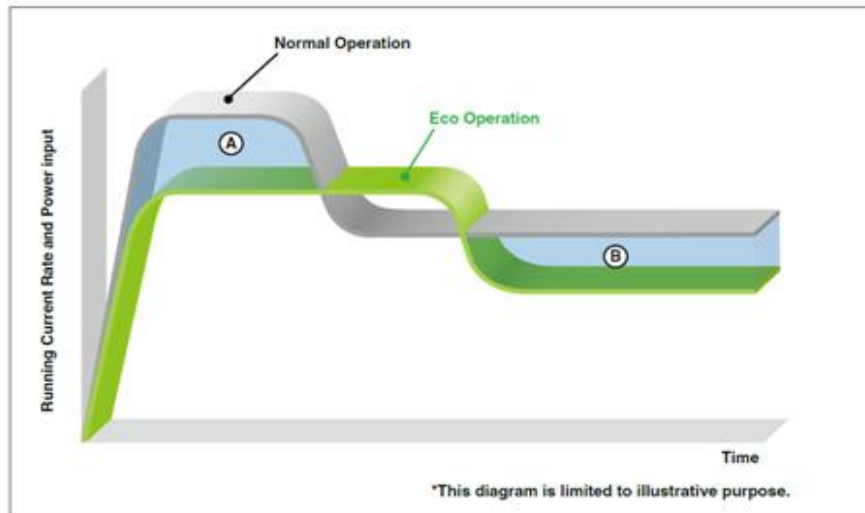 Normal Operation
Eco Operation
A
B
Running Current Rate and Power input
Time
*This diagram is limited to illustrative purpose.